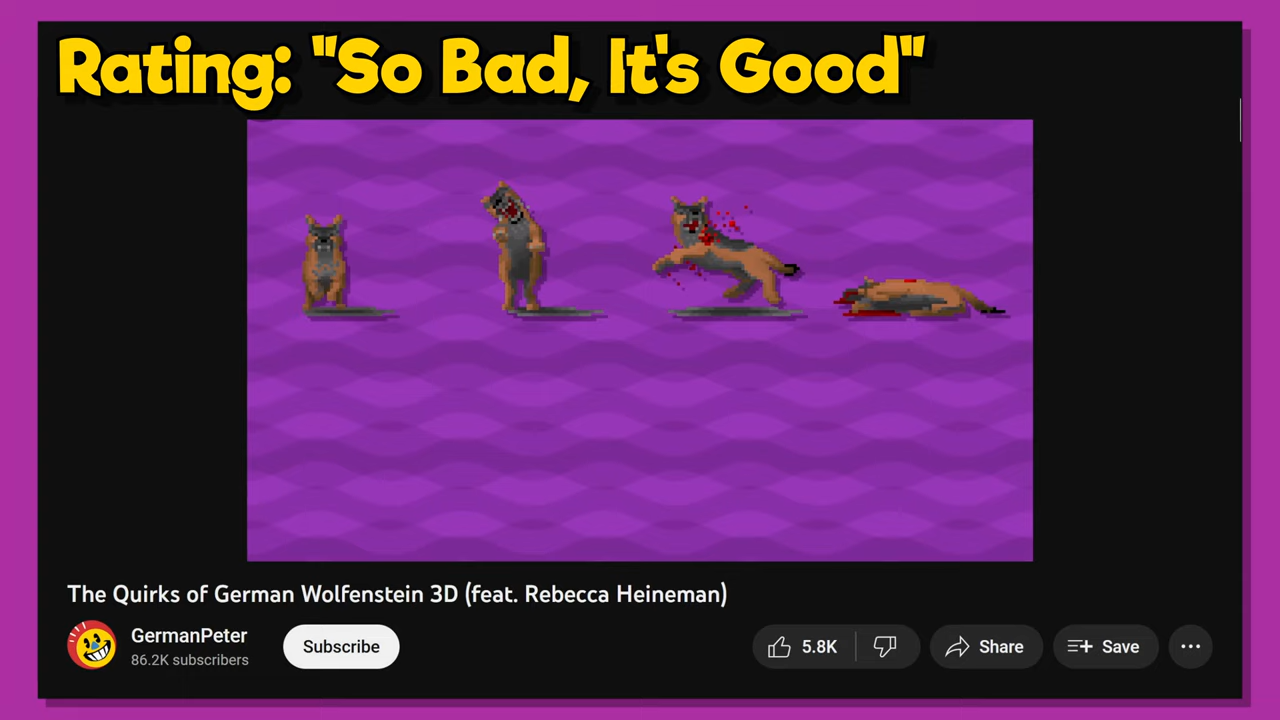 Rating: "So Bad, It's Good"
The Quirks of German Wolfenstein 3D (feat. Rebecca Heineman)
GermanPeter
86.2K subscribers
Subscribe
5.8K
Share
Save